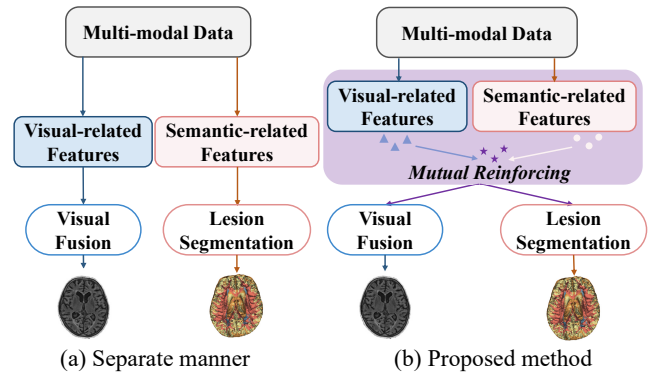 Multi-modal Data
Visual-related
Features
Semantic-related
Features
Visual
Fusion
Lesion
Segmentation
(a) Separate manner
Multi-modal Data
Visual-related
Features
Semantic-related
Features
Mutual Reinforcing
Visual
Fusion
Lesion
Segmentation
(b) Proposed method